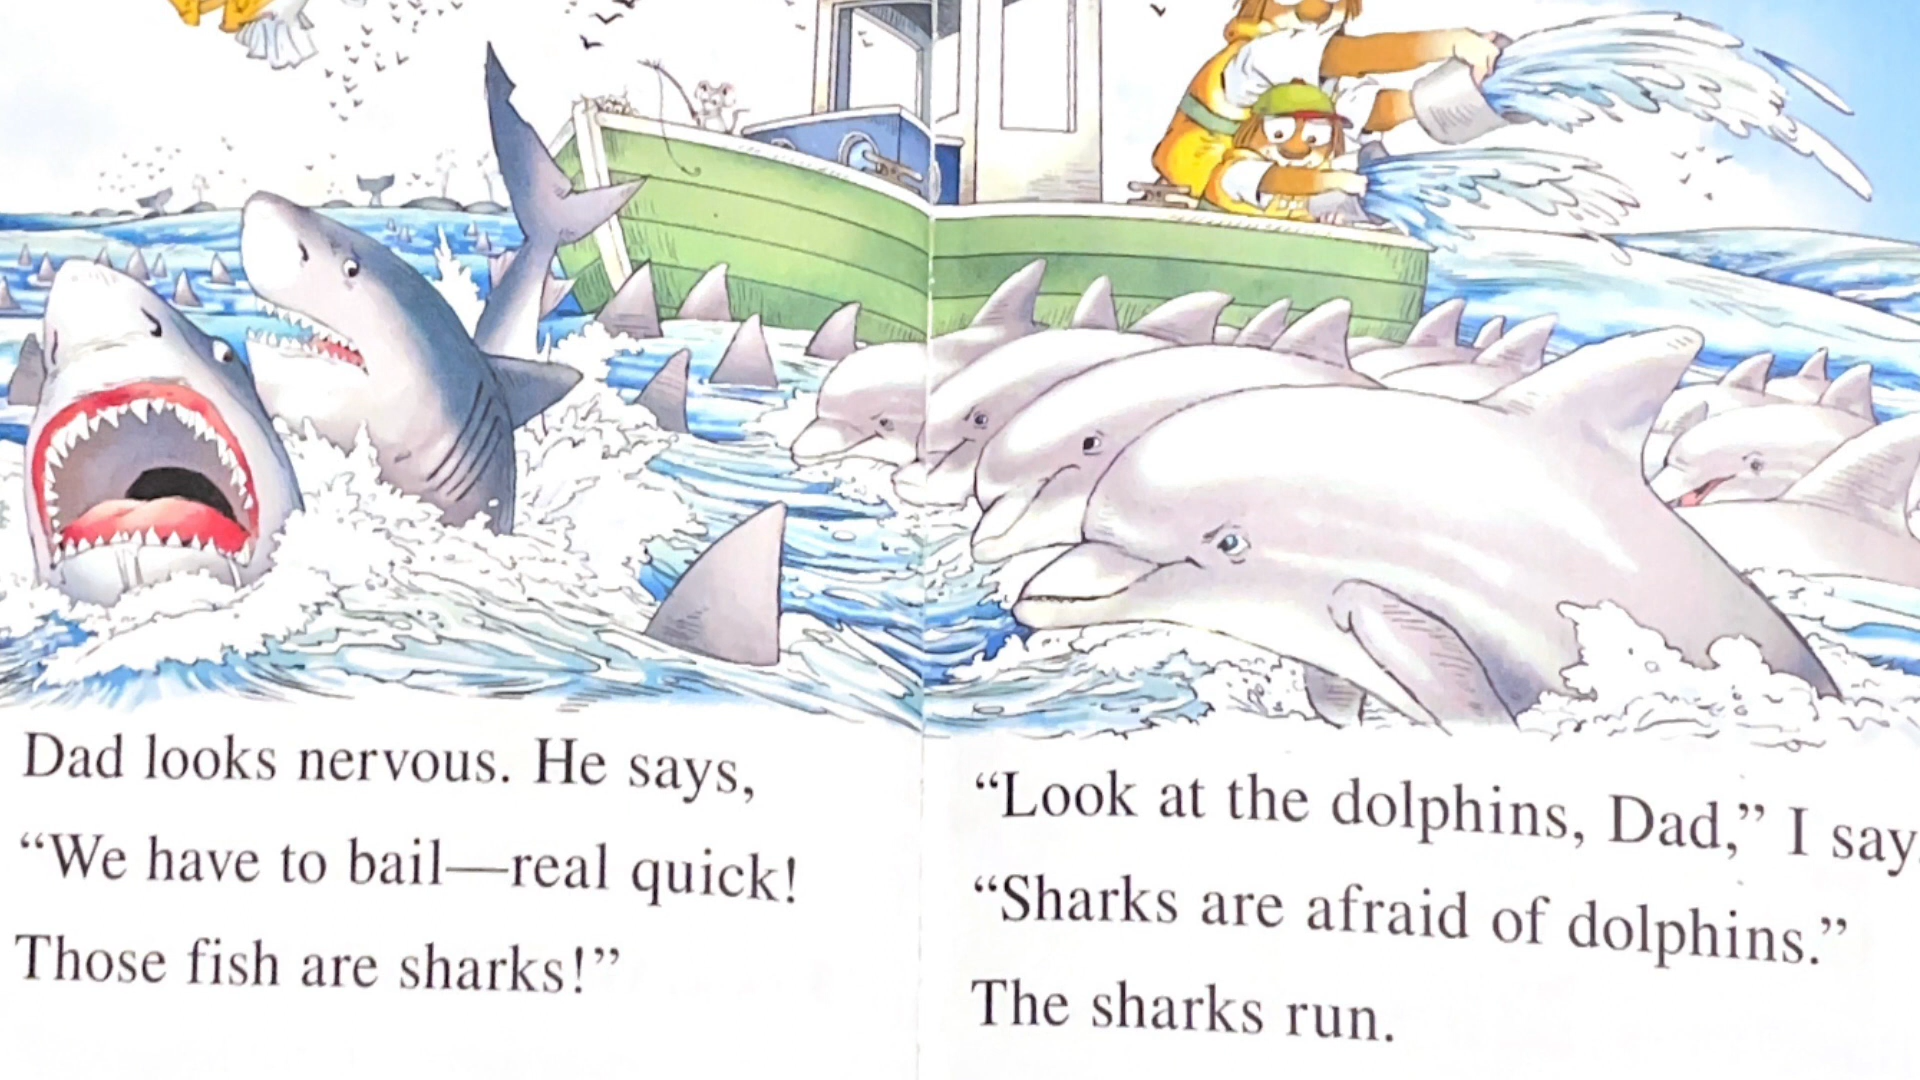 Dad looks nervous. He says,
“We have to bail—real quick!
Those fish are sharks!”
“Look at the dolphins, Dad,” I say.
“Sharks are afraid of dolphins.”
The sharks run.